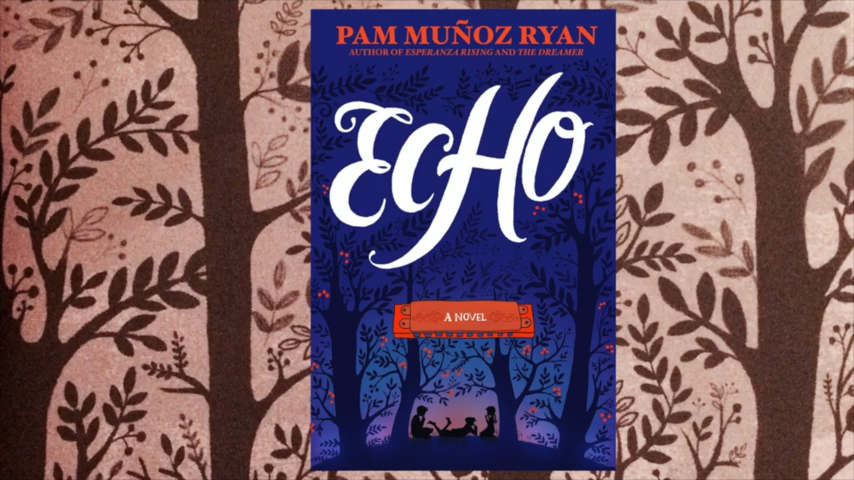 PAM MUÑOZ RYAN
AUTHOR OF ESPERANZA RISING AND THE DREAMER
ECHO
A NOVEL